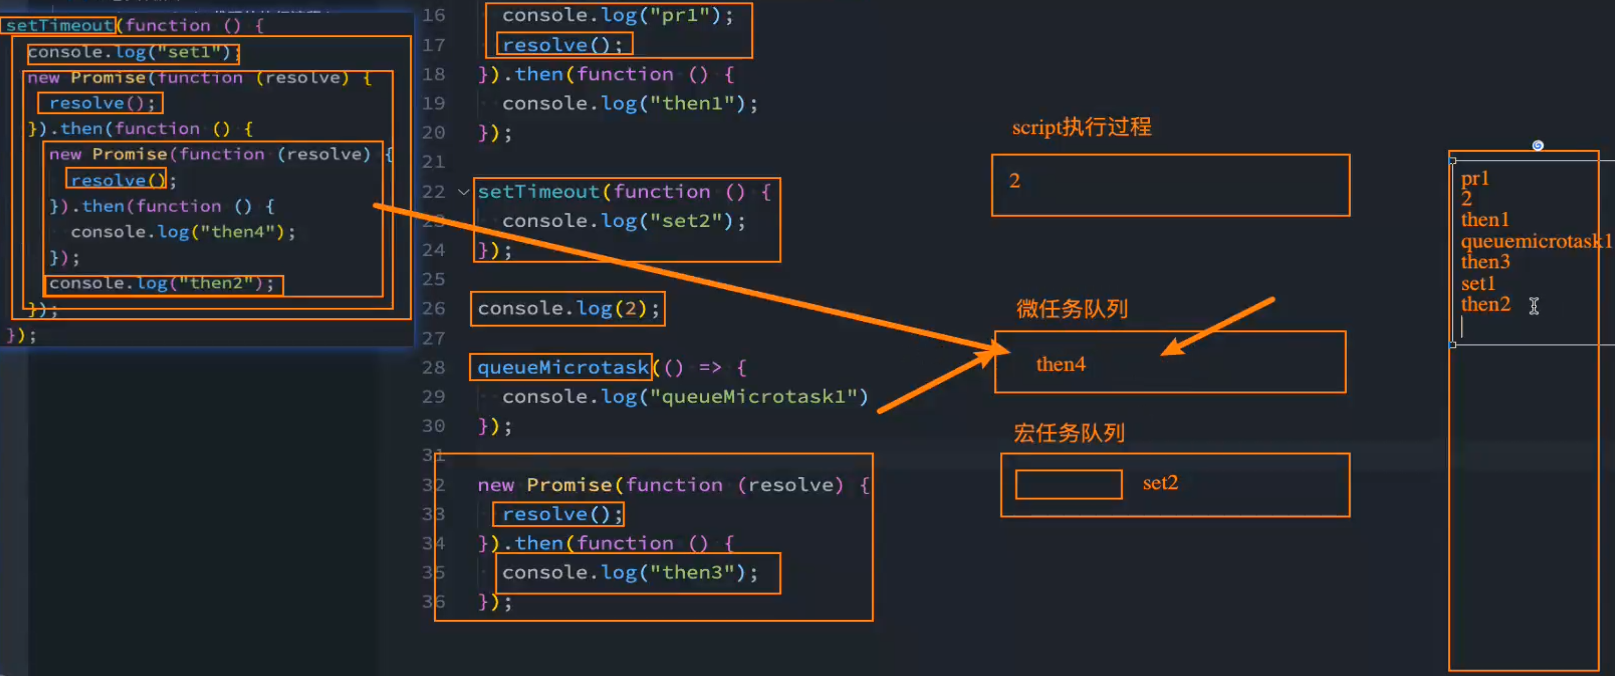 setTimeout(function () {
console.log("set1");
new Promise(function (resolve) {
resolve();
}).then(function () {
new Promise(function (resolve) {
resolve();
}).then(function () {
console.log("then4");
});
console.log("then2");
});
});
16 console.log("pr1");
17 resolve();
18 }).then(function () {
19 console.log("then1");
20 });
21
22 setTimeout(function () {
23 console.log("set2");
24 });
25
26 console.log(2);
27
28 queueMicrotask(() => {
29 console.log("queueMicrotask1")
30 });
31
32 new Promise(function (resolve) {
33 resolve();
34 }).then(function () {
35 console.log("then3");
36 });
script执行过程
2
微任务队列
then4
宏任务队列
set2
pr1
2
then1
queuemicrotask1
then3
set1
then2